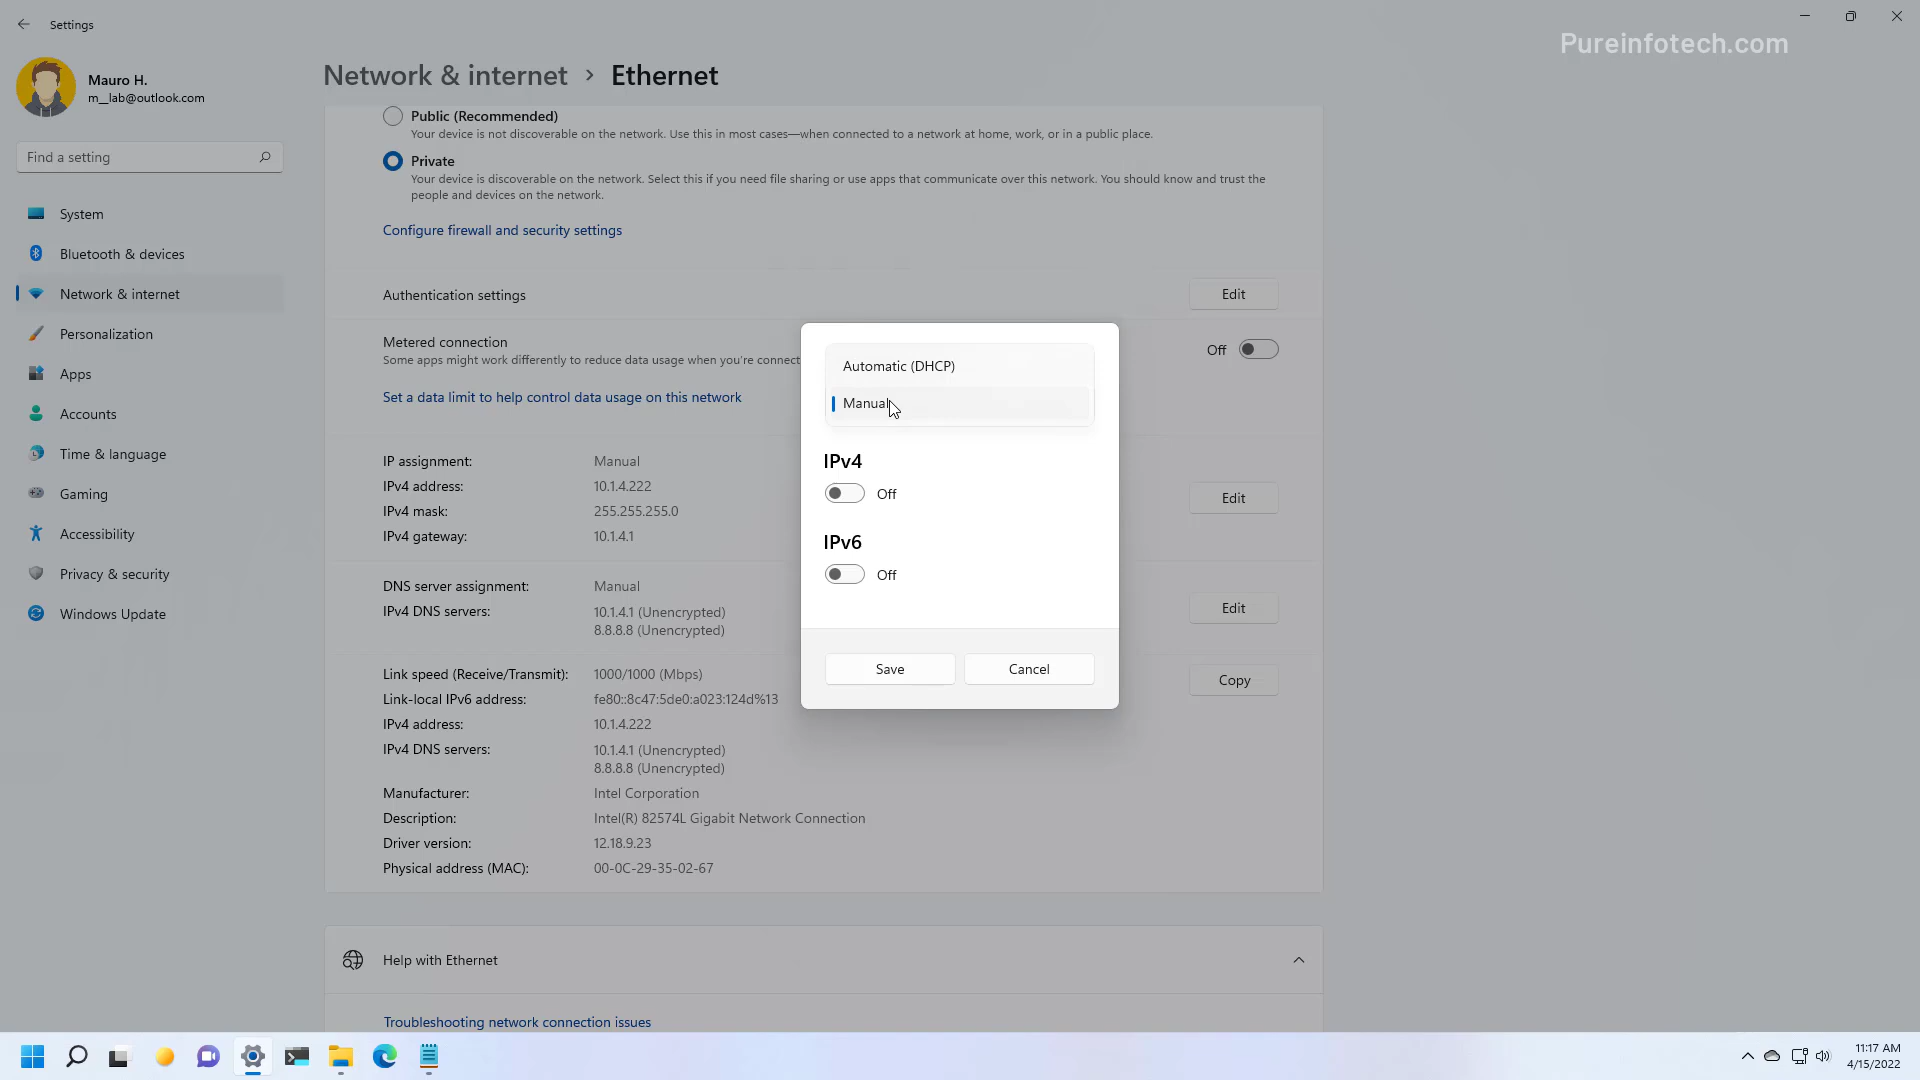 Settings
Pureinfotech.com
Mauro H.
m__lab@outlook.com
Find a setting
System
Bluetooth & devices
Network & internet
Personalization
Apps
Accounts
Time & language
Gaming
Accessibility
Privacy & security
Windows Update
Network & internet › Ethernet
Public (Recommended)
Your device is not discoverable on the network. Use this in most cases—when connected to a network at home, work, or in a public place.
Private
Your device is discoverable on the network. Select this if you need file sharing or use apps that communicate over this network. You should know and trust the
people and devices on the network.
Configure firewall and security settings
Authentication settings
Edit
Metered connection
Some apps might work differently to reduce data usage when you're connect
Off
Set a data limit to help control data usage on this network
IP assignment: Manual
IPv4 address: 10.1.4.222
IPv4 mask: 255.255.255.0
IPv4 gateway: 10.1.4.1
Edit
DNS server assignment: Manual
IPv4 DNS servers: 10.1.4.1 (Unencrypted)
8.8.8.8 (Unencrypted)
Edit
Link speed (Receive/Transmit): 1000/1000 (Mbps)
Link-local IPv6 address: fe80::8c47:5de0:a023:124d%13
IPv4 address: 10.1.4.222
IPv4 DNS servers: 10.1.4.1 (Unencrypted)
8.8.8.8 (Unencrypted)
Manufacturer: Intel Corporation
Description: Intel(R) 82574L Gigabit Network Connection
Driver version: 12.18.9.23
Physical address (MAC): 00-0C-29-35-02-67
Copy
Automatic (DHCP)
Manual
IPv4
Off
IPv6
Off
Save
Cancel
Help with Ethernet
Troubleshooting network connection issues
11:17 AM
4/15/2022